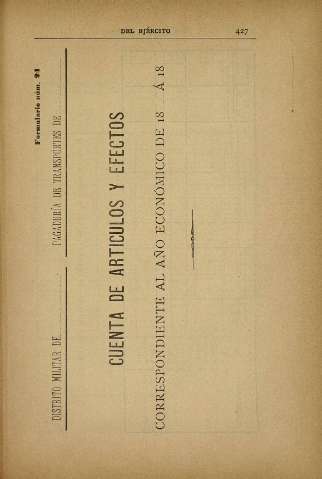 DEL EJÉRCITO 427
Formulario núm. 21
DISTRITO MILITAR DE PAGADURÍA DE TRANSPORTES DE
CUENTA DE ARTICULOS Y EFECTOS
CORRESPONDIENTE AL AÑO ECONÓMICO DE 18 Á 18